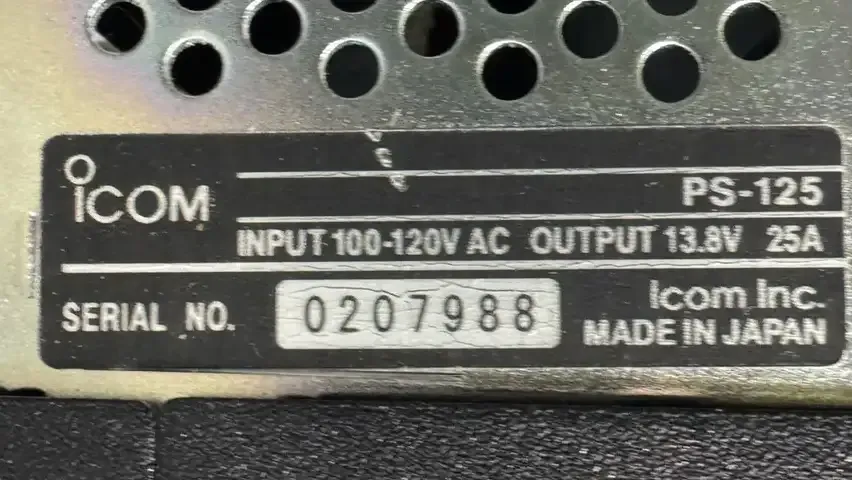 ICOM
PS-125
INPUT 100-120V AC OUTPUT 13.8V 25A
SERIAL NO. 0207988
Icom Inc.
MADE IN JAPAN